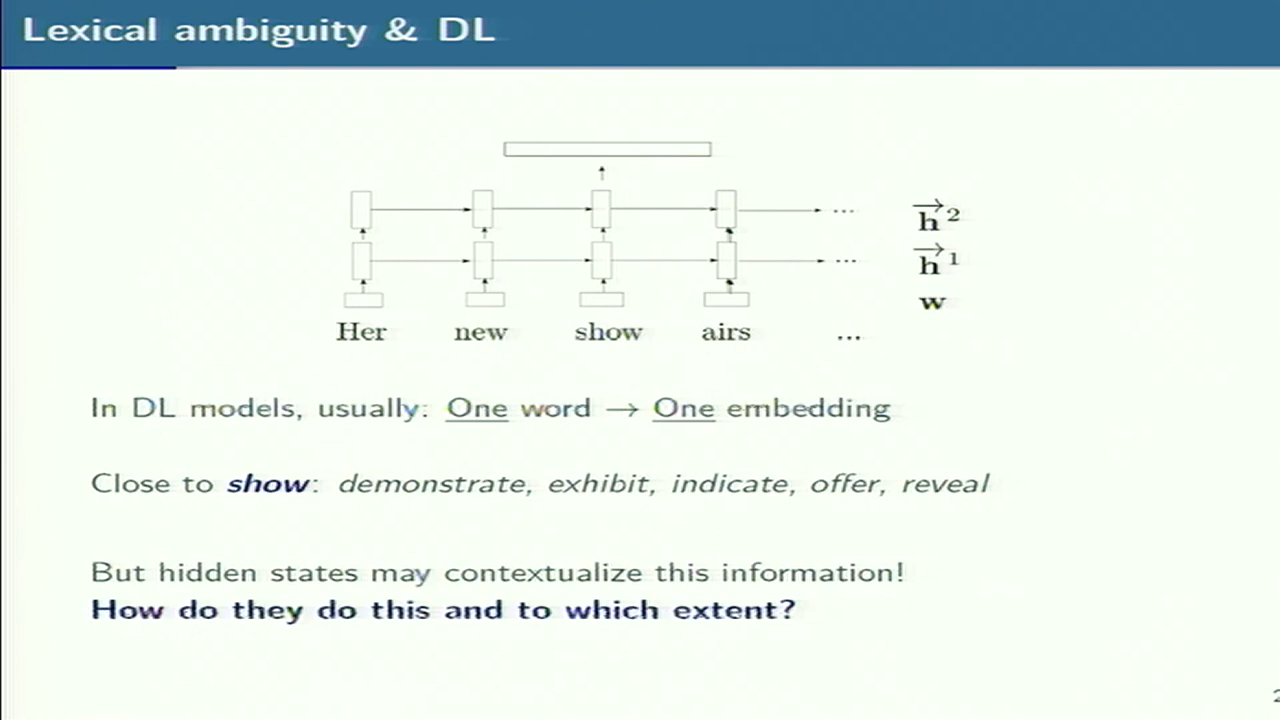 Lexical ambiguity & DL
h⃗²
h⃗¹
w
Her new show airs ...
In DL models, usually: One word → One embedding
Close to show: demonstrate, exhibit, indicate, offer, reveal
But hidden states may contextualize this information!
How do they do this and to which extent?